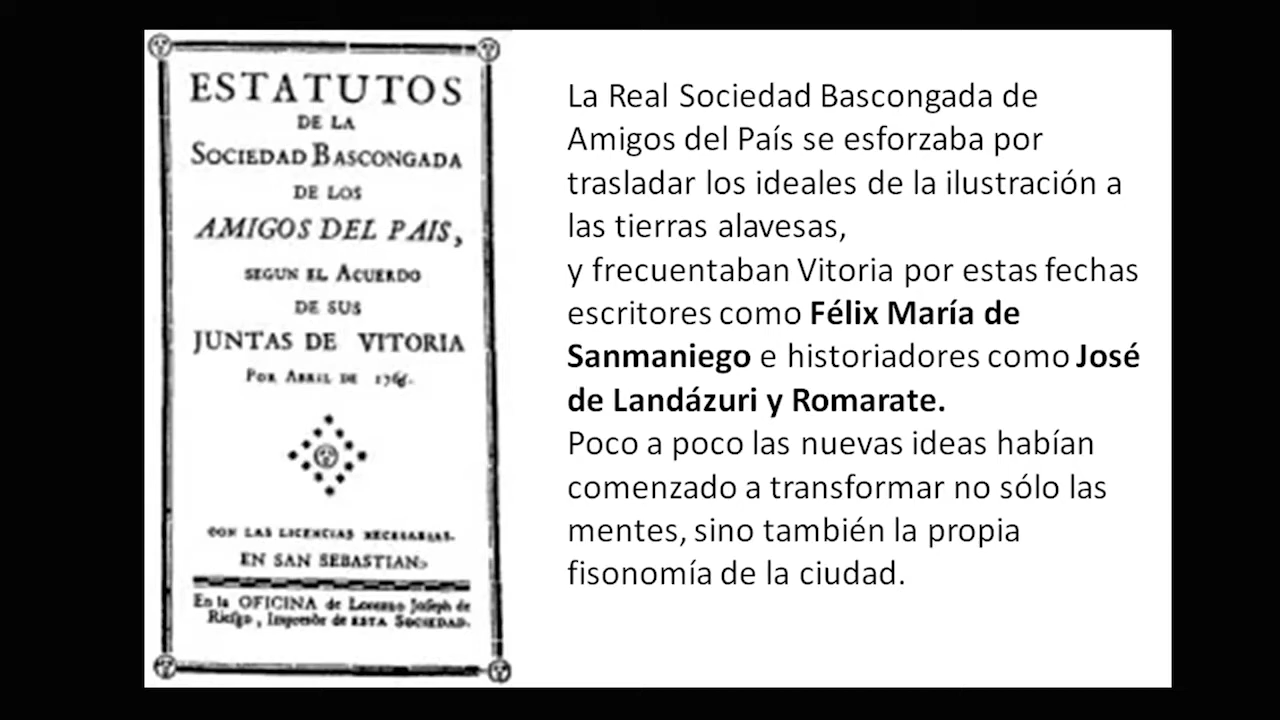 ESTATUTOS
DE LA
SOCIEDAD BASCONGADA
DE LOS
AMIGOS DEL PAIS,
SEGUN EL ACUERDO
DE SUS
JUNTAS DE VITORIA
POR ABRIL DE
CON LAS LICENCIAS NECESARIAS.
EN SAN SEBASTIAN:
En la OFICINA de Lorenzo Joseph de
Riesgo, Impresór de ESTA SOCIEDAD.
La Real Sociedad Bascongada de
Amigos del País se esforzaba por
trasladar los ideales de la ilustración a
las tierras alavesas,
y frecuentaban Vitoria por estas fechas
escritores como Félix María de
Sanmaniego e historiadores como José
de Landázuri y Romarate.
Poco a poco las nuevas ideas habían
comenzado a transformar no sólo las
mentes, sino también la propia
fisonomía de la ciudad.